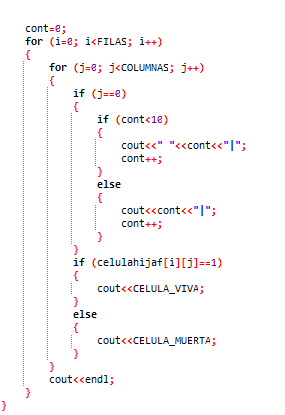 cont=0;
for (i=0; i<FILAS; i++)
{
for (j=0; j<COLUMNAS; j++)
{
if (j==0)
{
if (cont<10)
{
cout<<" "<<cont<<"|";
cont++;
}
else
{
cout<<cont<<"|";
cont++;
}
}
if (celulahijaf[i][j]==1)
{
cout<<CELULA_VIVA;
}
else
{
cout<<CELULA_MUERTA;
}
}
cout<<endl;
}
}